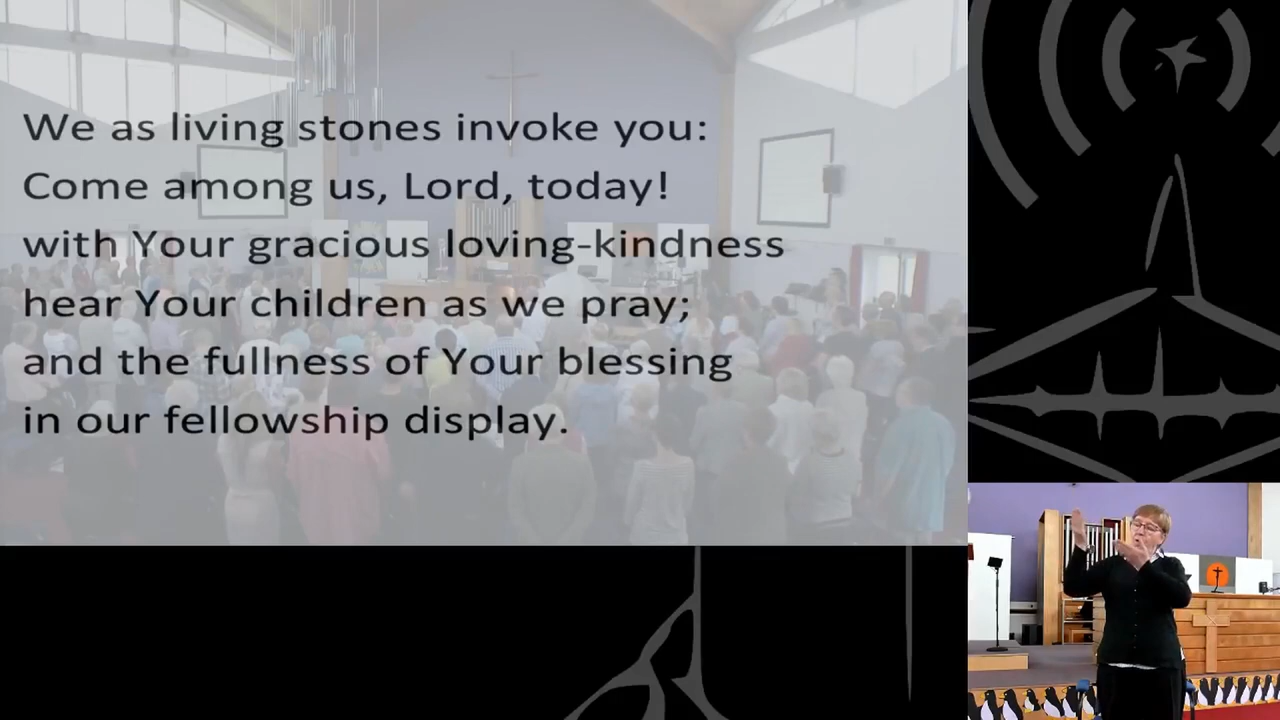 We as living stones invoke you:
Come among us, Lord, today!
with Your gracious loving-kindness
hear Your children as we pray;
and the fullness of Your blessing
in our fellowship display.